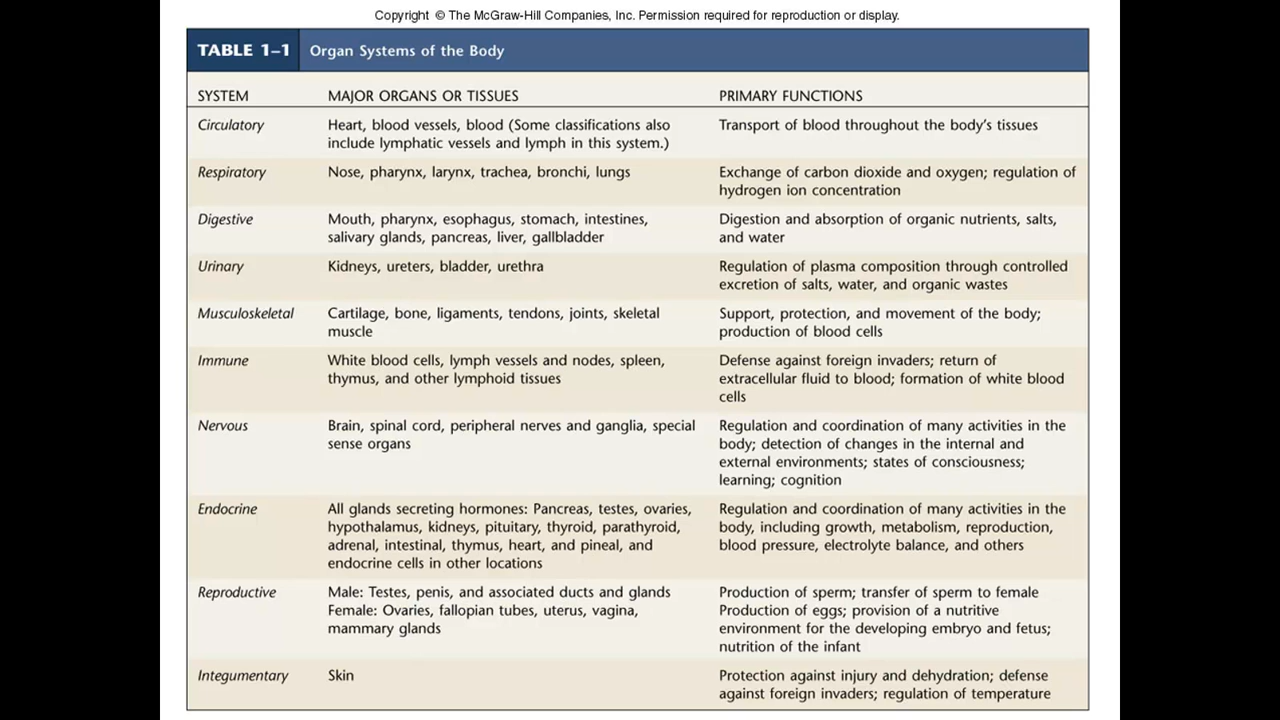 Copyright © The McGraw-Hill Companies, Inc. Permission required for reproduction or display.
TABLE 1–1 Organ Systems of the Body
SYSTEM MAJOR ORGANS OR TISSUES PRIMARY FUNCTIONS
Circulatory Heart, blood vessels, blood (Some classifications also Transport of blood throughout the body's tissues
include lymphatic vessels and lymph in this system.)
Respiratory Nose, pharynx, larynx, trachea, bronchi, lungs Exchange of carbon dioxide and oxygen; regulation of
hydrogen ion concentration
Digestive Mouth, pharynx, esophagus, stomach, intestines, Digestion and absorption of organic nutrients, salts,
salivary glands, pancreas, liver, gallbladder and water
Urinary Kidneys, ureters, bladder, urethra Regulation of plasma composition through controlled
excretion of salts, water, and organic wastes
Musculoskeletal Cartilage, bone, ligaments, tendons, joints, skeletal Support, protection, and movement of the body;
muscle production of blood cells
Immune White blood cells, lymph vessels and nodes, spleen, Defense against foreign invaders; return of
thymus, and other lymphoid tissues extracellular fluid to blood; formation of white blood
cells
Nervous Brain, spinal cord, peripheral nerves and ganglia, special Regulation and coordination of many activities in the
sense organs body; detection of changes in the internal and
external environments; states of consciousness;
learning; cognition
Endocrine All glands secreting hormones: Pancreas, testes, ovaries, Regulation and coordination of many activities in the
hypothalamus, kidneys, pituitary, thyroid, parathyroid, body, including growth, metabolism, reproduction,
adrenal, intestinal, thymus, heart, and pineal, and blood pressure, electrolyte balance, and others
endocrine cells in other locations
Reproductive Male: Testes, penis, and associated ducts and glands Production of sperm; transfer of sperm to female
Female: Ovaries, fallopian tubes, uterus, vagina, Production of eggs; provision of a nutritive
mammary glands environment for the developing embryo and fetus;
nutrition of the infant
Integumentary Skin Protection against injury and dehydration; defense
against foreign invaders; regulation of temperature